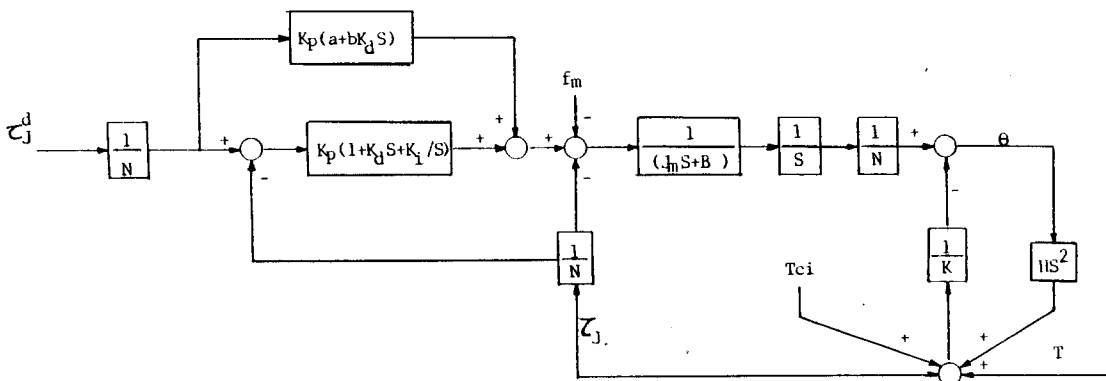 Kp(a+bKdS)
fm
τJd
1
N
+
-
Kp(1+KdS+Ki/S)
+
+
+
-
-
1
(JmS+B )
1
S
1
N
+
-
θ
1
N
1
K
HS2
Tci
τJ.
+
+
+
T